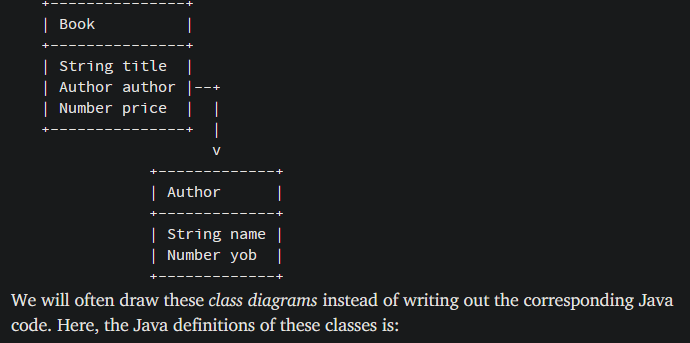 +---------------+
| Book          |
+---------------+
| String title  |
| Author author |--+
| Number price  |  |
+---------------+  |
                   v
            +-------------+
            | Author      |
            +-------------+
            | String name |
            | Number yob  |
            +-------------+
We will often draw these class diagrams instead of writing out the corresponding Java
code. Here, the Java definitions of these classes is: